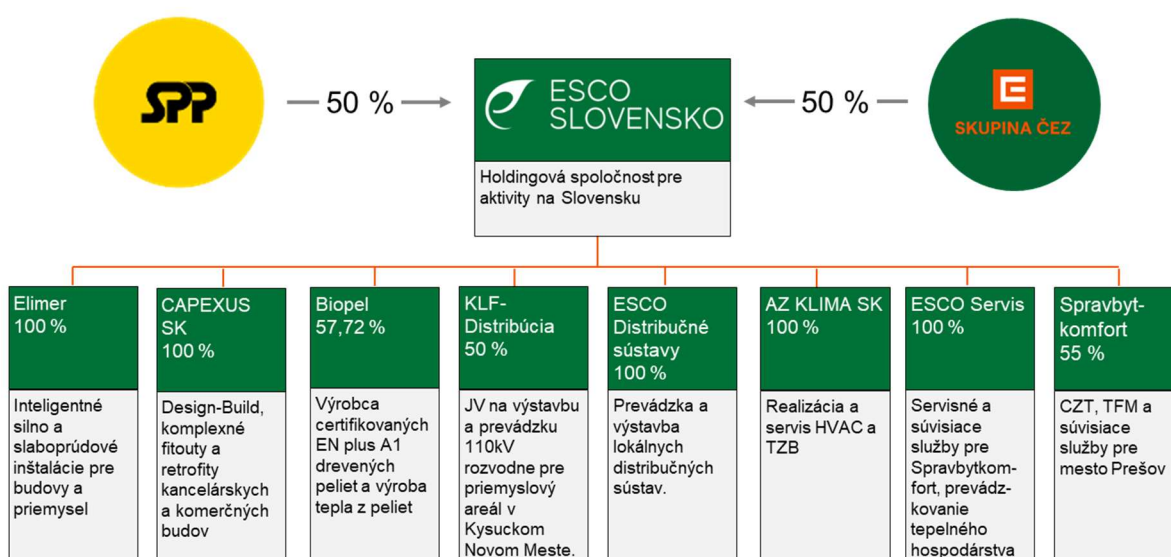 SPP
50 %
ESCO
SLOVENSKO
50 %
SKUPINA ČEZ
Holdingová spoločnosť pre
aktivity na Slovensku
Elimer
100 %
Inteligentné
silno a
slaboprúdové
inštalácie pre
budovy a
priemysel
CAPEXUS
SK
100 %
Design-Build,
komplexné
fitouty a
retrofity
kancelárskych
a komerčných
budov
Biopel
57,72 %
Výrobca
certifikovaných
EN plus A1
drevených
peliet a výroba
tepla z peliet
KLF-
Distribúcia
50 %
JV na výstavbu
a prevádzku
110kV
rozvodne pre
priemyslový
areál v
Kysuckom
Novom Meste.
ESCO
Distribučné
sústavy
100 %
Prevádzka a
výstavba
lokálnych
distribučných
sústav.
AZ KLIMA SK
100 %
Realizácia a
servis HVAC a
TZB
ESCO Servis
100 %
Servisné a
súvisiace
služby pre
Spravbytkom-
fort, prevádz-
kovanie
tepelného
hospodárstva
Spravbyt-
komfort
55 %
CZT, TFM a
súvisiace
služby pre
mesto Prešov